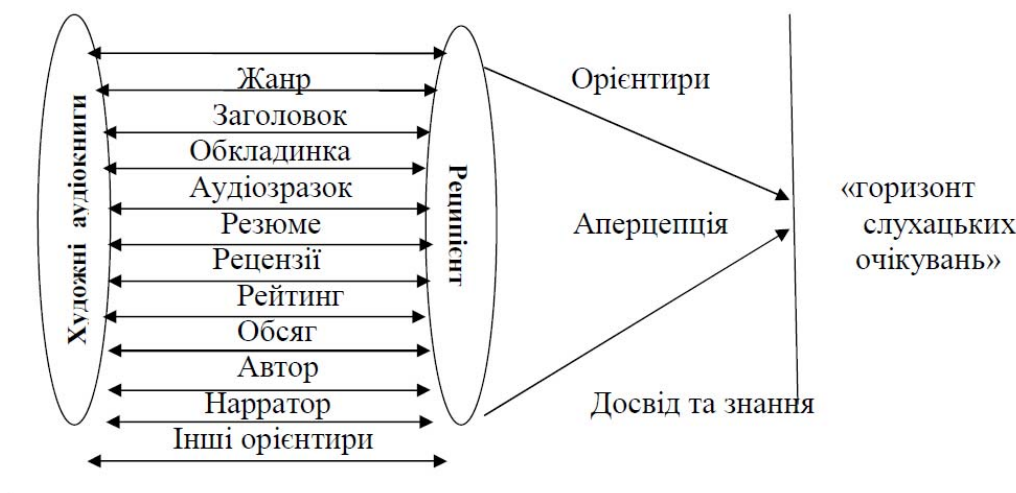 Художні аудіокниги
Жанр
Заголовок
Обкладинка
Аудіозразок
Резюме
Рецензії
Рейтинг
Обсяг
Автор
Нарратор
Інші орієнтири
Реципієнт
Орієнтири
Аперцепція
Досвід та знання
«горизонт
слухацьких
очікувань»